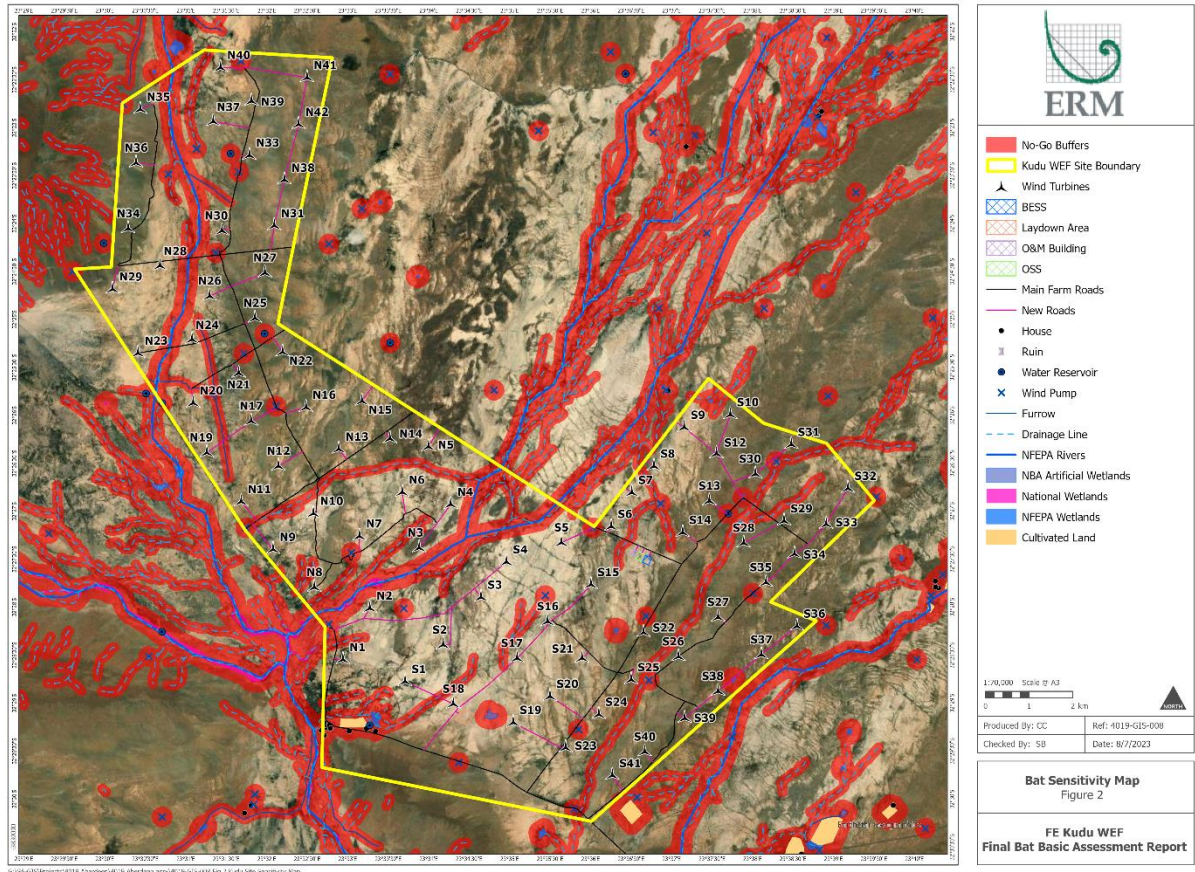 N40
N41
N35
N39
N37
N42
N33
N36
N38
N34
N30
N31
N28
N27
N29
N26
N25
N24
N23
N22
N21
N20
N16
N15
N17
N14
N5
N13
N19
N12
N6
N4
N11
N10
N7
N3
N9
N8
N2
N1
S10
S9
S31
S12
S8
S30
S32
S7
S13
S6
S29
S33
S5
S14
S28
S4
S34
S15
S35
S3
S16
S27
S36
S2
S22
S17
S21
S26
S37
S1
S25
S38
S18
S20
S24
S39
S19
S23
S40
S41
ERM
No-Go Buffers
Kudu WEF Site Boundary
Wind Turbines
BESS
Laydown Area
O&M Building
OSS
Main Farm Roads
New Roads
House
Ruin
Water Reservoir
Wind Pump
Furrow
Drainage Line
NFEPA Rivers
NBA Artificial Wetlands
National Wetlands
NFEPA Wetlands
Cultivated Land
1:70,000 Scale @ A3
0 1 2 km
NORTH
Produced By: CC
Ref: 4019-GIS-008
Checked By: SB
Date: 8/7/2023
Bat Sensitivity Map
Figure 2
FE Kudu WEF
Final Bat Basic Assessment Report